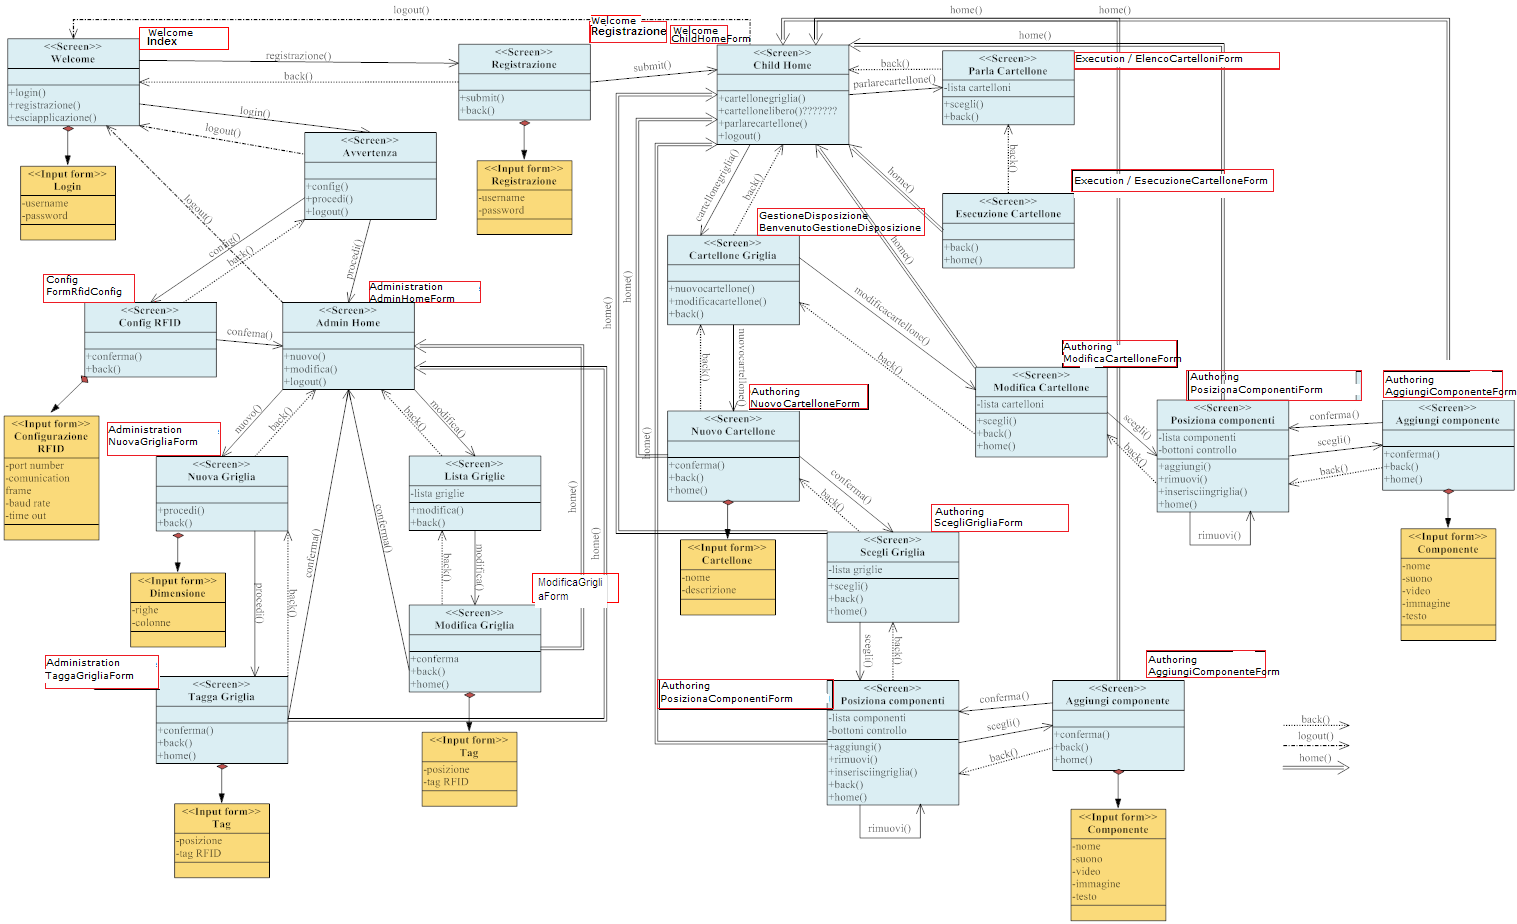 logout()
home()
home()
home()
Welcome
Index
<<Screen>>
Welcome
+login()
+registrazione()
+esciapplicazione()
registrazione()
back()
login()
logout()
<<Input form>>
Login
-username
-password
Welcome
Registrazione
<<Screen>>
Registrazione
+submit()
+back()
submit()
<<Input form>>
Registrazione
-username
-password
Welcome
ChildHomeForm
<<Screen>>
Child Home
+cartellonegriglia()
+cartellonelibero()???????
+parlarecartellone()
+logout()
back()
parlarecartellone()
Execution / ElencoCartelloniForm
<<Screen>>
Parla Cartellone
-lista cartelloni
+scegli()
+back()
back()
Execution / EsecuzioneCartelloneForm
<<Screen>>
Esecuzione Cartellone
+back()
+home()
home()
<<Screen>>
Avvertenza
+config()
+procedi()
+logout()
config()
back()
procedi()
logout()
Config
FormRfidConfig
<<Screen>>
Config RFID
+conferma()
+back()
conferma()
<<Input form>>
Configurazione
RFID
-port number
-comunication
frame
-baud rate
-time out
Administration
AdminHomeForm
<<Screen>>
Admin Home
+nuovo()
+modifica()
+logout()
nuovo()
back()
back()
modifica()
Administration
NuovaGrigliaForm
<<Screen>>
Nuova Griglia
+procedi()
+back()
<<Input form>>
Dimensione
-righe
-colonne
procedi()
back()
conferma()
conferma()
<<Screen>>
Lista Griglie
-lista griglie
+modifica()
+back()
back()
modifica()
home()
home()
ModificaGrigli
aForm
<<Screen>>
Modifica Griglia
+conferma
+back()
+home()
<<Input form>>
Tag
-posizione
-tag RFID
Administration
TaggaGrigliaForm
<<Screen>>
Tagga Griglia
+conferma()
+back()
+home()
<<Input form>>
Tag
-posizione
-tag RFID
cartellonegriglia()
back()
home()
home()
home()
home()
GestioneDisposizione
BenvenutoGestioneDisposizione
<<Screen>>
Cartellone Griglia
+nuovocartellone()
+modificacartellone()
+back()
modificacartellone()
back()
back()
nuovocartellone()
Authoring
NuovoCartelloneForm
<<Screen>>
Nuovo Cartellone
+conferma()
+back()
+home()
conferma()
back()
<<Input form>>
Cartellone
-nome
-descrizione
Authoring
ModificaCartelloneForm
<<Screen>>
Modifica Cartellone
-lista cartelloni
+scegli()
+back()
+home()
scegli()
back()
Authoring
PosizionaComponentiForm
<<Screen>>
Posiziona componenti
-lista componenti
-bottoni controllo
+aggiungi()
+rimuovi()
+inserisciingriglia()
+home()
rimuovi()
conferma()
scegli()
back()
Authoring
AggiungiComponenteForm
<<Screen>>
Aggiungi componente
+conferma()
+back()
+home()
<<Input form>>
Componente
-nome
-suono
-video
-immagine
-testo
Authoring
ScegliGrigliaForm
<<Screen>>
Scegli Griglia
-lista griglie
+scegli()
+back()
+home()
scegli()
back()
Authoring
PosizionaComponentiForm
<<Screen>>
Posiziona componenti
-lista componenti
-bottoni controllo
+aggiungi()
+rimuovi()
+inserisciingriglia()
+back()
+home()
rimuovi()
conferma()
scegli()
back()
Authoring
AggiungiComponenteForm
<<Screen>>
Aggiungi componente
+conferma()
+back()
+home()
<<Input form>>
Componente
-nome
-suono
-video
-immagine
-testo
back()
logout()
home()